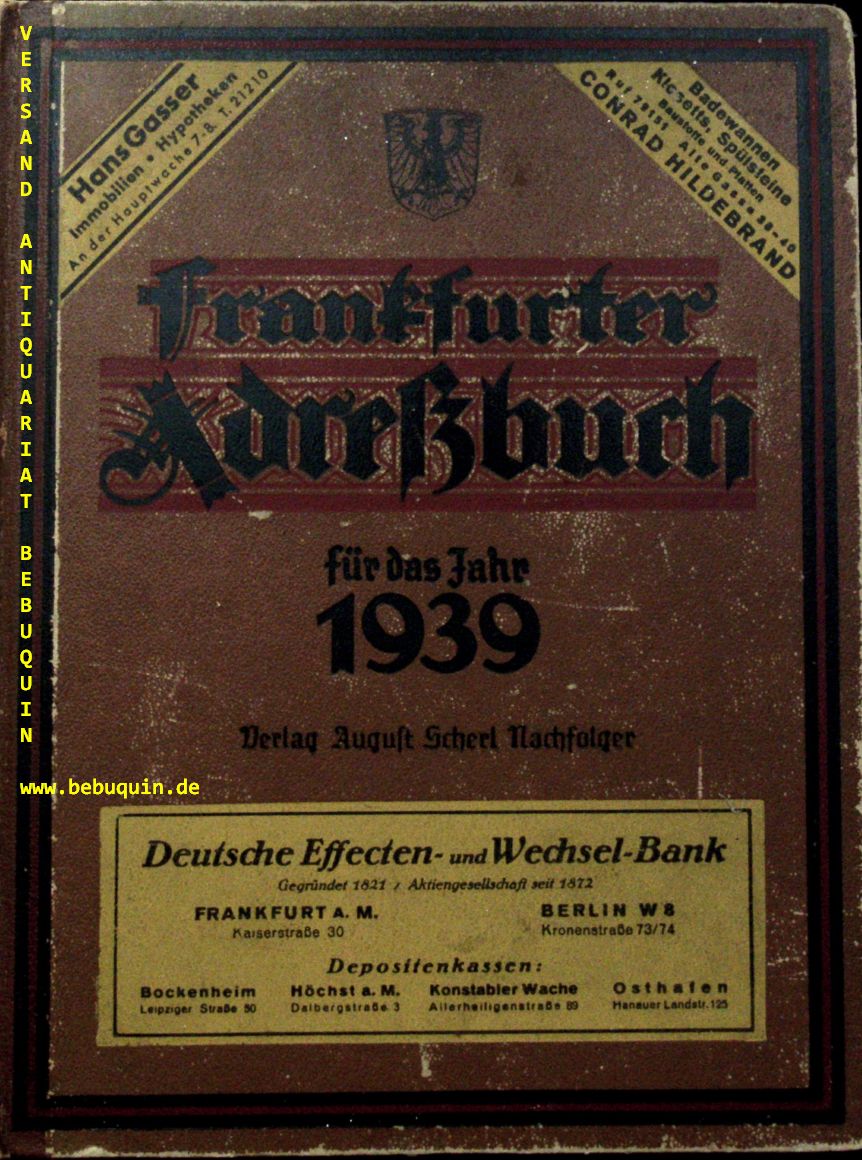 VERSAND ANTIQUARIAT BEBUQUIN
www.bebuquin.de
Hans Gasser
Immobilien • Hypotheken
An der Hauptwache 7-8. T. 21210
Badewannen
Klosetts, Spülsteine
Baustoffe und Platten
Ruf 78151 Alte Gasse 38-40
CONRAD HILDEBRAND
Frankfurter
Adreßbuch
für das Jahr
1939
Verlag August Scherl Nachfolger
Deutsche Effecten- und Wechsel-Bank
Gegründet 1821 / Aktiengesellschaft seit 1872
FRANKFURT A. M. BERLIN W 8
Kaiserstraße 30 Kronenstraße 73/74
Depositenkassen:
Bockenheim Höchst a. M. Konstabler Wache Osthafen
Leipziger Straße 50 Dalbergstraße 3 Allerheiligenstraße 89 Hanauer Landstr. 125